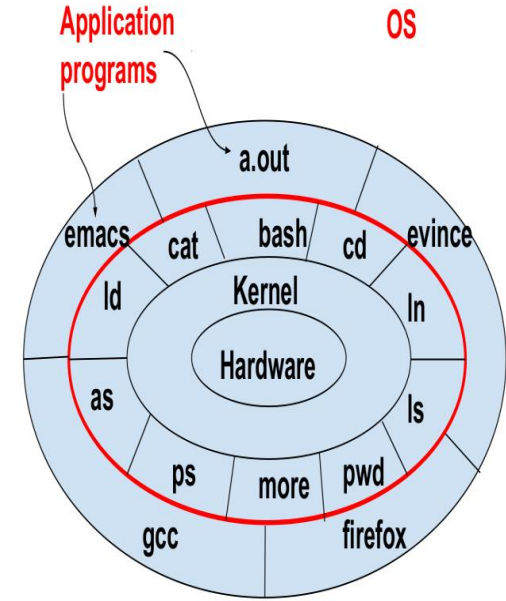 Application
programs
OS
a.out
emacs
cat
bash
cd
evince
ld
Kernel
ln
Hardware
as
ls
ps
more
pwd
gcc
firefox